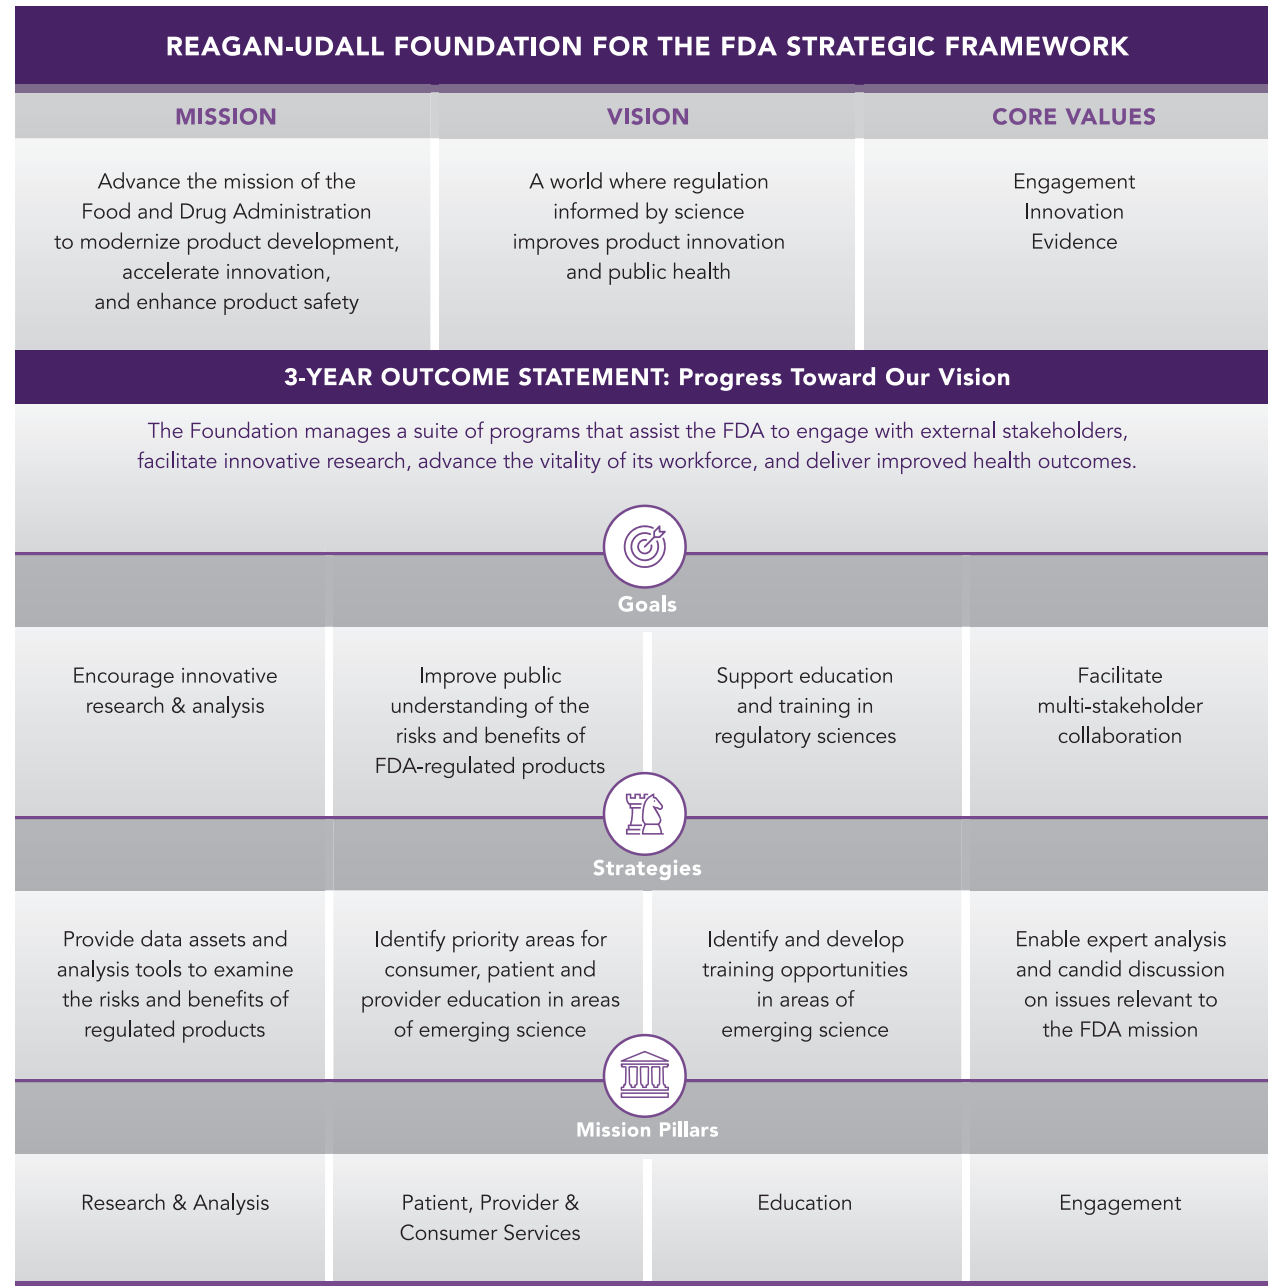 REAGAN-UDALL FOUNDATION FOR THE FDA STRATEGIC FRAMEWORK
MISSION
Advance the mission of the
Food and Drug Administration
to modernize product development,
accelerate innovation,
and enhance product safety
VISION
A world where regulation
informed by science
improves product innovation
and public health
CORE VALUES
Engagement
Innovation
Evidence
3-YEAR OUTCOME STATEMENT: Progress Toward Our Vision
The Foundation manages a suite of programs that assist the FDA to engage with external stakeholders,
facilitate innovative research, advance the vitality of its workforce, and deliver improved health outcomes.
Goals
Encourage innovative
research & analysis
Improve public
understanding of the
risks and benefits of
FDA-regulated products
Support education
and training in
regulatory sciences
Facilitate
multi-stakeholder
collaboration
Strategies
Provide data assets and
analysis tools to examine
the risks and benefits of
regulated products
Identify priority areas for
consumer, patient and
provider education in areas
of emerging science
Identify and develop
training opportunities
in areas of
emerging science
Enable expert analysis
and candid discussion
on issues relevant to
the FDA mission
Mission Pillars
Research & Analysis
Patient, Provider &
Consumer Services
Education
Engagement